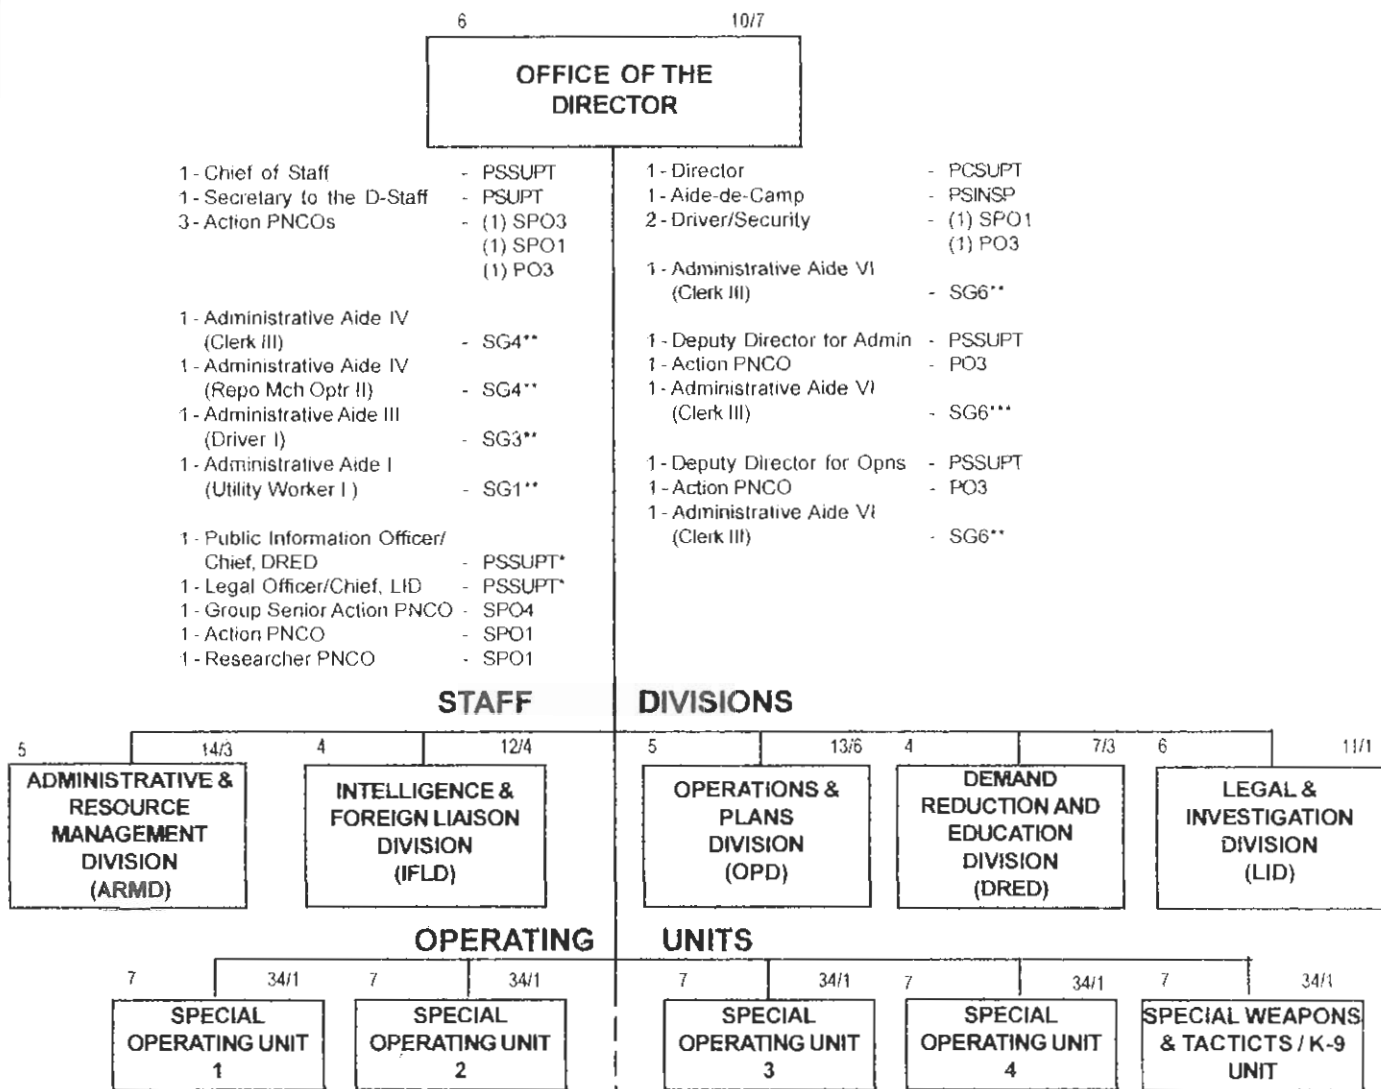 6 10/7
OFFICE OF THE
DIRECTOR
1 - Chief of Staff - PSSUPT
1 - Secretary to the D-Staff - PSUPT
3 - Action PNCOs - (1) SPO3
(1) SPO1
(1) PO3
1 - Administrative Aide IV
(Clerk III) - SG4**
1 - Administrative Aide IV
(Repo Mch Optr II) - SG4**
1 - Administrative Aide III
(Driver I) - SG3**
1 - Administrative Aide I
(Utility Worker I ) - SG1**
1 - Public Information Officer/
Chief, DRED - PSSUPT*
1 - Legal Officer/Chief, LID - PSSUPT*
1 - Group Senior Action PNCO - SPO4
1 - Action PNCO - SPO1
1 - Researcher PNCO - SPO1
1 - Director - PCSUPT
1 - Aide-de-Camp - PSINSP
2 - Driver/Security - (1) SPO1
(1) PO3
1 - Administrative Aide VI
(Clerk III) - SG6**
1 - Deputy Director for Admin - PSSUPT
1 - Action PNCO - PO3
1 - Administrative Aide VI
(Clerk III) - SG6***
1 - Deputy Director for Opns - PSSUPT
1 - Action PNCO - PO3
1 - Administrative Aide VI
(Clerk III) - SG6**
STAFF DIVISIONS
5 14/3
ADMINISTRATIVE &
RESOURCE
MANAGEMENT
DIVISION
(ARMD)
4 12/4
INTELLIGENCE &
FOREIGN LIAISON
DIVISION
(IFLD)
5 13/6
OPERATIONS &
PLANS
DIVISION
(OPD)
4 7/3
DEMAND
REDUCTION AND
EDUCATION
DIVISION
(DRED)
6 11/1
LEGAL &
INVESTIGATION
DIVISION
(LID)
OPERATING UNITS
7 34/1
SPECIAL
OPERATING UNIT
1
7 34/1
SPECIAL
OPERATING UNIT
2
7 34/1
SPECIAL
OPERATING UNIT
3
7 34/1
SPECIAL
OPERATING UNIT
4
7 34/1
SPECIAL WEAPONS
& TACTICTS / K-9
UNIT